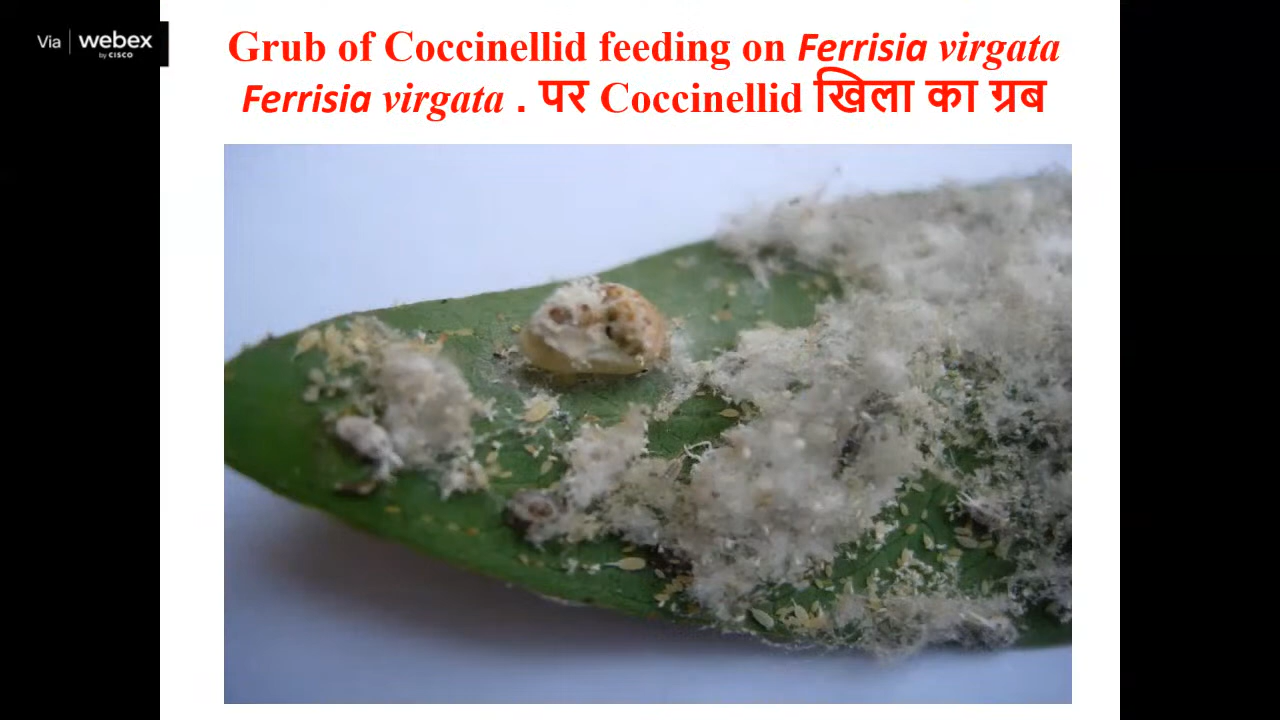 Via webex
by CISCO
Grub of Coccinellid feeding on Ferrisia virgata
Ferrisia virgata . पर Coccinellid खिला का ग्रब